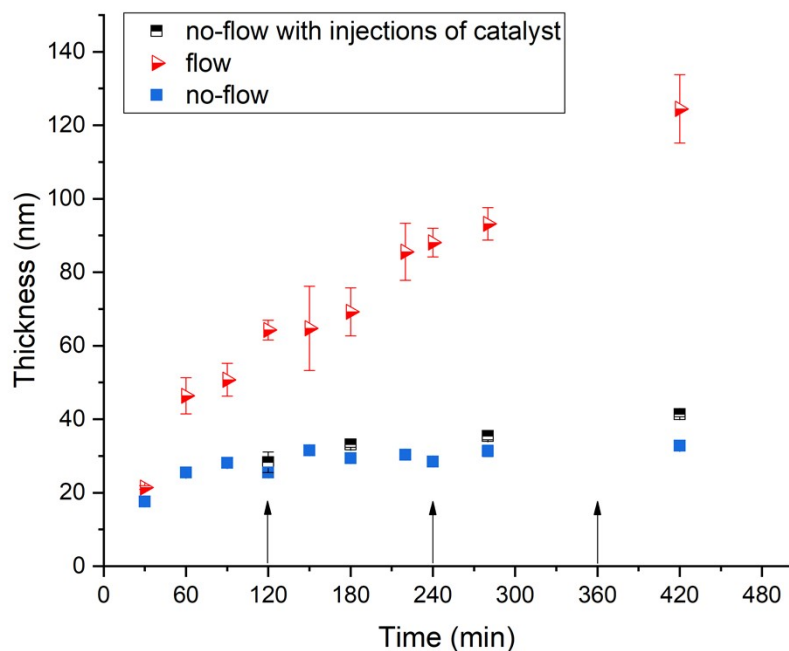 no-flow with injections of catalyst
flow
no-flow
Thickness (nm)
140
120
100
80
60
40
20
0
0 60 120 180 240 300 360 420 480
Time (min)